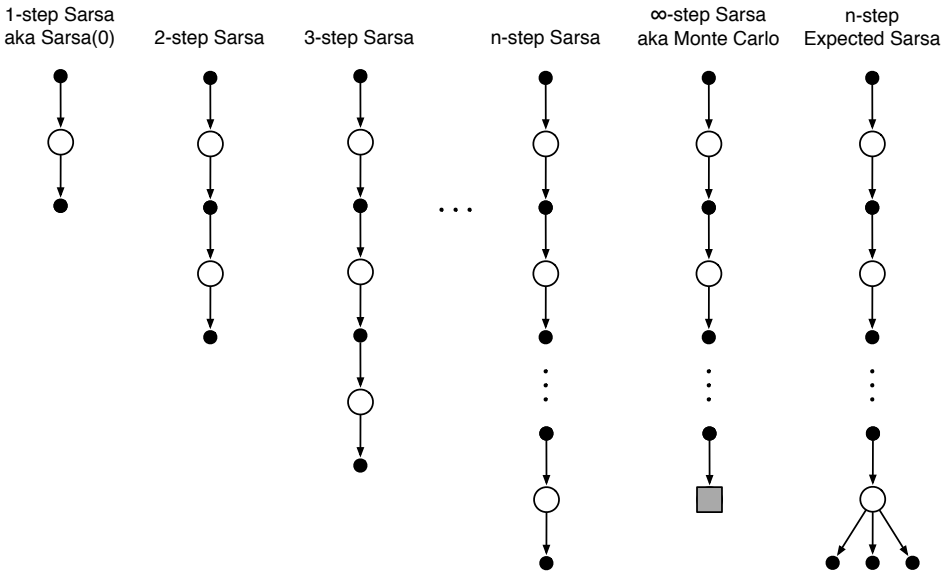 1-step Sarsa
aka Sarsa(0)
2-step Sarsa
3-step Sarsa
n-step Sarsa
∞-step Sarsa
aka Monte Carlo
n-step
Expected Sarsa